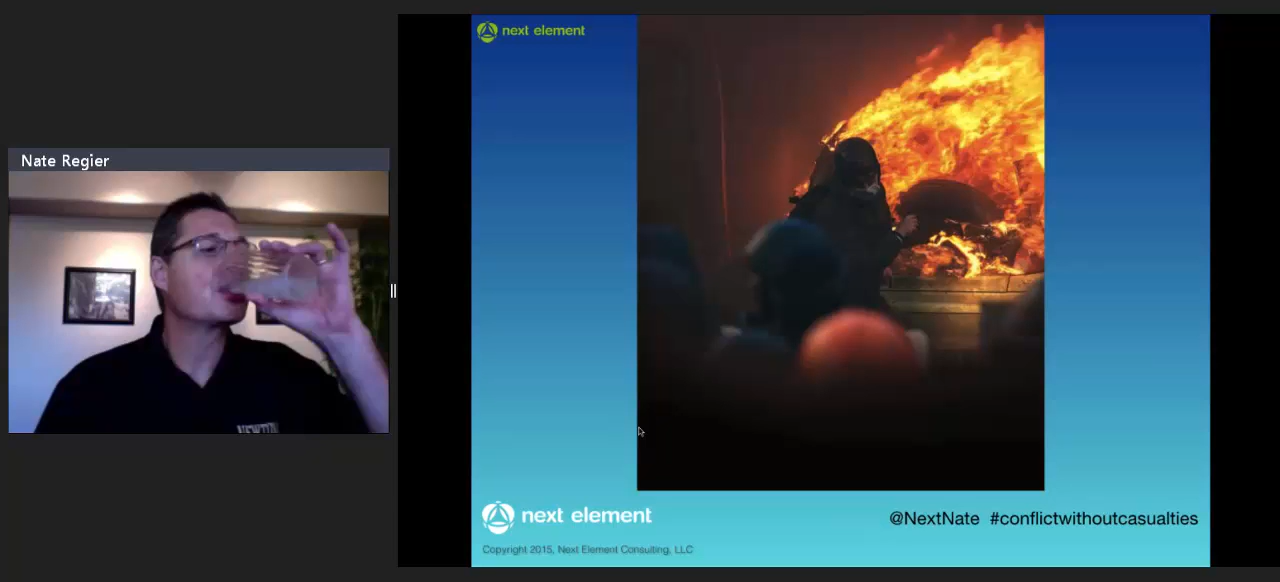 Nate Regier
next element
next element
@NextNate #conflictwithoutcasualties
Copyright 2015, Next Element Consulting, LLC